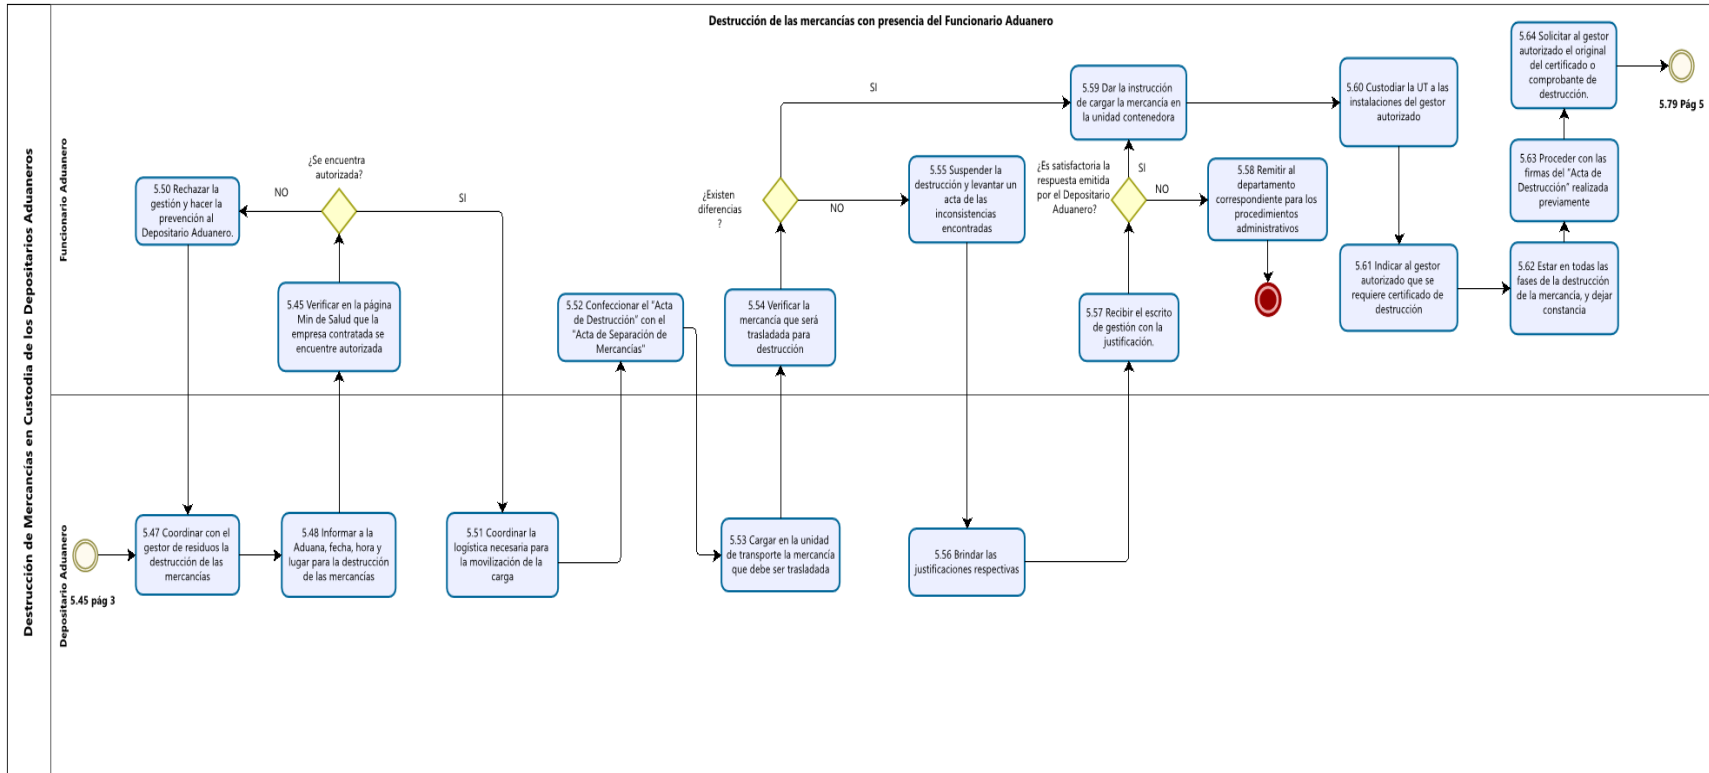 Destrucción de Mercancías en Custodia de los Depositarios Aduaneros
Destrucción de las mercancías con presencia del Funcionario Aduanero
Funcionario Aduanero
5.50 Rechazar la
gestión y hacer la
prevención al
Depositario Aduanero.
NO
¿Se encuentra
autorizada?
SI
5.45 Verificar en la página
Min de Salud que la
empresa contratada se
encuentre autorizada
5.52 Confeccionar el "Acta
de Destrucción" con el
"Acta de Separación de
Mercancías"
¿Existen
diferencias
?
SI
NO
5.54 Verificar la
mercancía que será
trasladada para
destrucción
5.55 Suspender la
destrucción y levantar un
acta de las
inconsistencias
encontradas
5.59 Dar la instrucción
de cargar la mercancía en
la unidad contenedora
¿Es satisfactoria la
respuesta emitida
por el Depositario
Aduanero?
SI
NO
5.57 Recibir el escrito
de gestión con la
justificación.
5.58 Remitir al
departamento
correspondiente para los
procedimientos
administrativos
5.60 Custodiar la UT a las
instalaciones del gestor
autorizado
5.61 Indicar al gestor
autorizado que se
requiere certificado de
destrucción
5.64 Solicitar al gestor
autorizado el original
del certificado o
comprobante de
destrucción.
5.63 Proceder con las
firmas del "Acta de
Destrucción" realizada
previamente
5.62 Estar en todas las
fases de la destrucción
de la mercancía, y dejar
constancia
5.79 Pág 5
Depositario Aduanero
5.45 pág 3
5.47 Coordinar con el
gestor de residuos la
destrucción de las
mercancías
5.48 Informar a la
Aduana, fecha, hora y
lugar para la destrucción
de las mercancías
5.51 Coordinar la
logística necesaria para
la movilización de la
carga
5.53 Cargar en la unidad
de transporte la mercancía
que debe ser trasladada
5.56 Brindar las
justificaciones respectivas